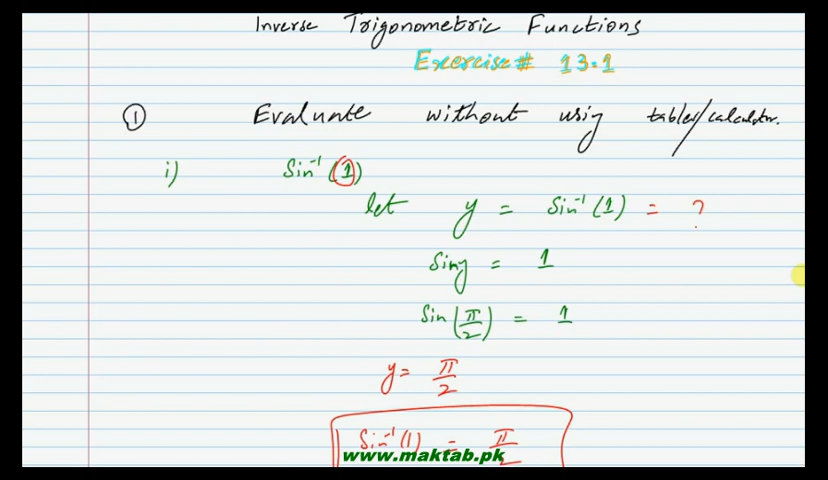 Inverse Trigonometric Functions
Exercise# 13.1
① Evaluate without using tables/calculator.
i) Sin⁻¹(1)
let y = Sin⁻¹(1) = ?
Siny = 1
Sin(π/2) = 1
y = π/2
Sin⁻¹(1) = π/2
www.maktab.pk